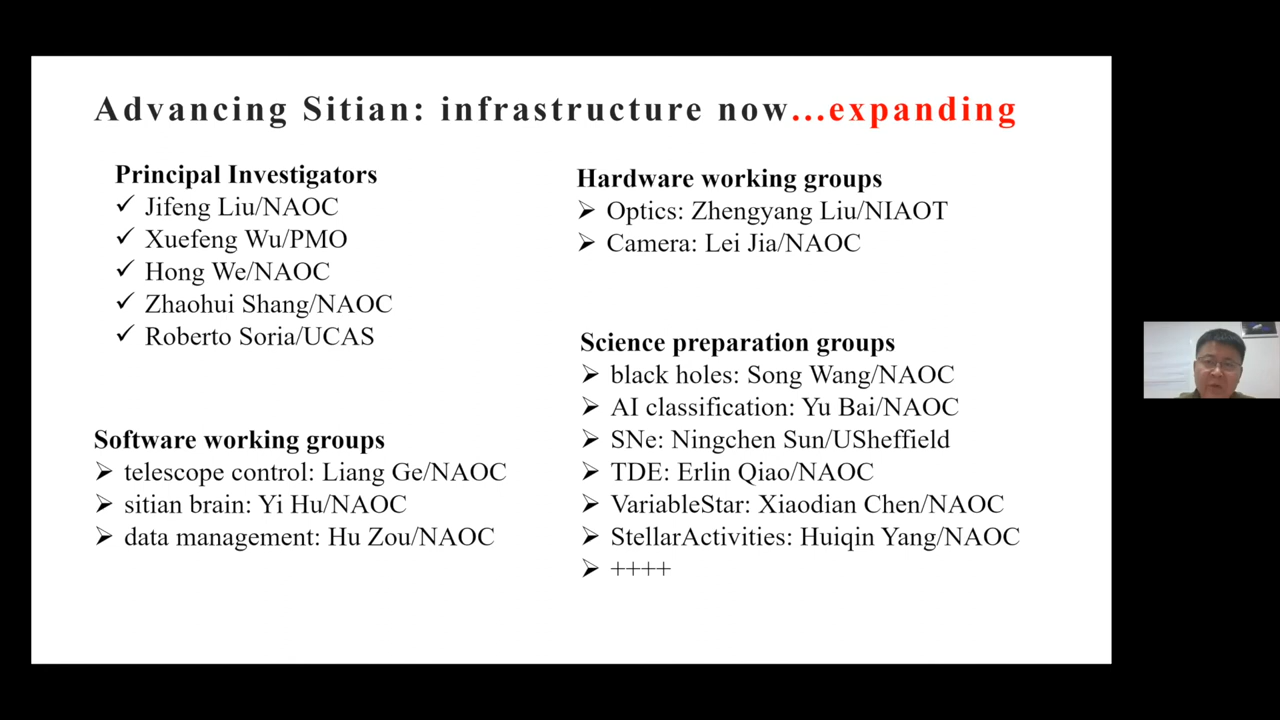 Advancing Sitian: infrastructure now...expanding
Principal Investigators
✓ Jifeng Liu/NAOC
✓ Xuefeng Wu/PMO
✓ Hong We/NAOC
✓ Zhaohui Shang/NAOC
✓ Roberto Soria/UCAS
Software working groups
➢ telescope control: Liang Ge/NAOC
➢ sitian brain: Yi Hu/NAOC
➢ data management: Hu Zou/NAOC
Hardware working groups
➢ Optics: Zhengyang Liu/NIAOT
➢ Camera: Lei Jia/NAOC
Science preparation groups
➢ black holes: Song Wang/NAOC
➢ AI classification: Yu Bai/NAOC
➢ SNe: Ningchen Sun/USheffield
➢ TDE: Erlin Qiao/NAOC
➢ VariableStar: Xiaodian Chen/NAOC
➢ StellarActivities: Huiqin Yang/NAOC
➢ ++++